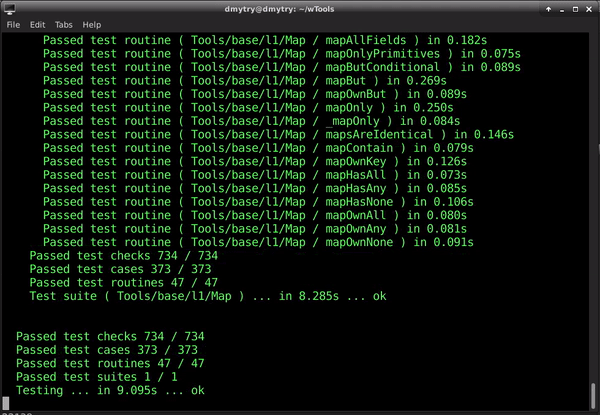 dmytry@dmytry: ~/wTools
File Edit Tabs Help
Passed test routine ( Tools/base/l1/Map / mapAllFields ) in 0.182s
Passed test routine ( Tools/base/l1/Map / mapOnlyPrimitives ) in 0.075s
Passed test routine ( Tools/base/l1/Map / mapButConditional ) in 0.089s
Passed test routine ( Tools/base/l1/Map / mapBut ) in 0.269s
Passed test routine ( Tools/base/l1/Map / mapOwnBut ) in 0.089s
Passed test routine ( Tools/base/l1/Map / mapOnly ) in 0.250s
Passed test routine ( Tools/base/l1/Map / _mapOnly ) in 0.084s
Passed test routine ( Tools/base/l1/Map / mapsAreIdentical ) in 0.146s
Passed test routine ( Tools/base/l1/Map / mapContain ) in 0.079s
Passed test routine ( Tools/base/l1/Map / mapOwnKey ) in 0.126s
Passed test routine ( Tools/base/l1/Map / mapHasAll ) in 0.073s
Passed test routine ( Tools/base/l1/Map / mapHasAny ) in 0.085s
Passed test routine ( Tools/base/l1/Map / mapHasNone ) in 0.106s
Passed test routine ( Tools/base/l1/Map / mapOwnAll ) in 0.080s
Passed test routine ( Tools/base/l1/Map / mapOwnAny ) in 0.081s
Passed test routine ( Tools/base/l1/Map / mapOwnNone ) in 0.091s
Passed test checks 734 / 734
Passed test cases 373 / 373
Passed test routines 47 / 47
Test suite ( Tools/base/l1/Map ) ... in 8.285s ... ok
Passed test checks 734 / 734
Passed test cases 373 / 373
Passed test routines 47 / 47
Passed test suites 1 / 1
Testing ... in 9.095s ... ok